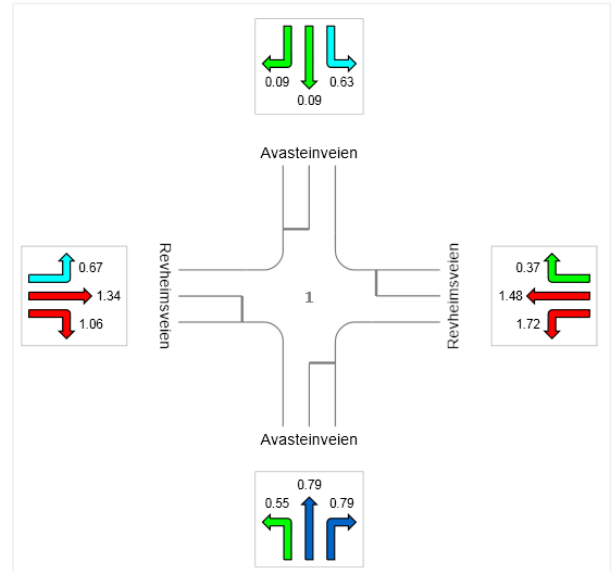 0.09 0.63
0.09
Avasteinveien
Revheimsveien
Revheimsveien
0.67
1.34
1.06
1
0.37
1.48
1.72
Avasteinveien
0.79
0.55 0.79